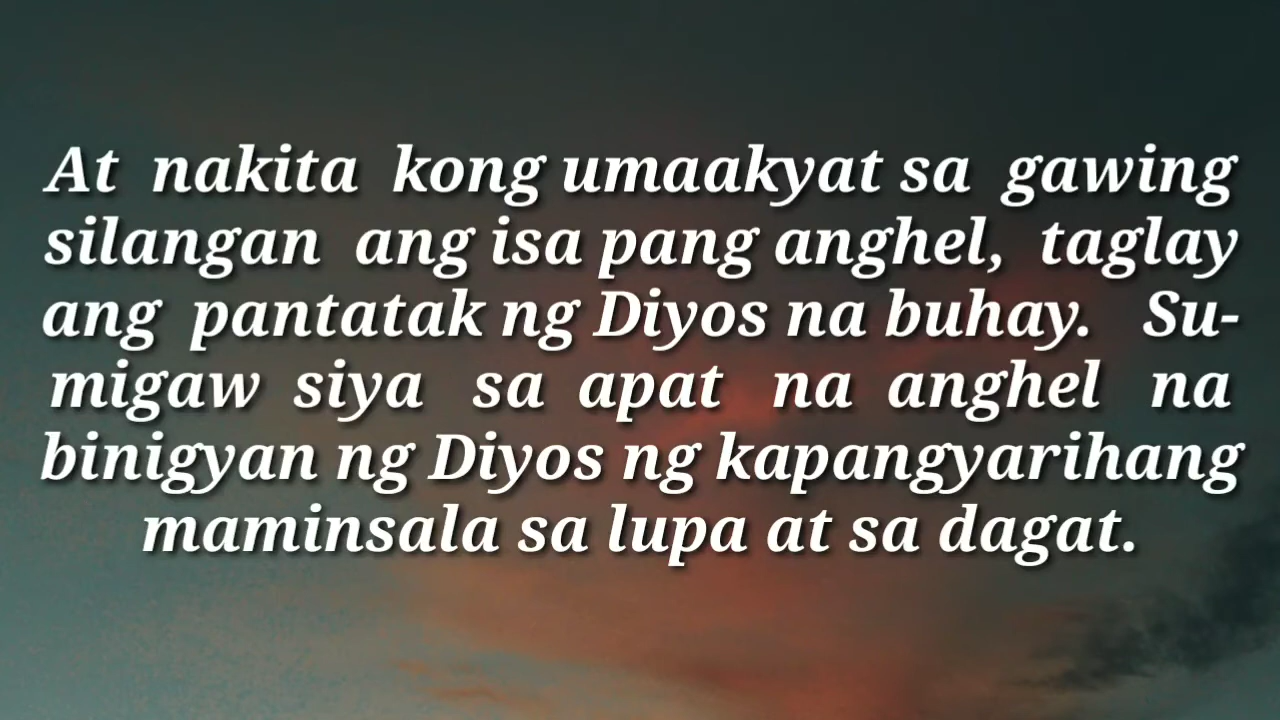 At nakita kong umaakyat sa gawing
silangan ang isa pang anghel, taglay
ang pantatak ng Diyos na buhay. Su-
migaw siya sa apat na anghel na
binigyan ng Diyos ng kapangyarihang
maminsala sa lupa at sa dagat.